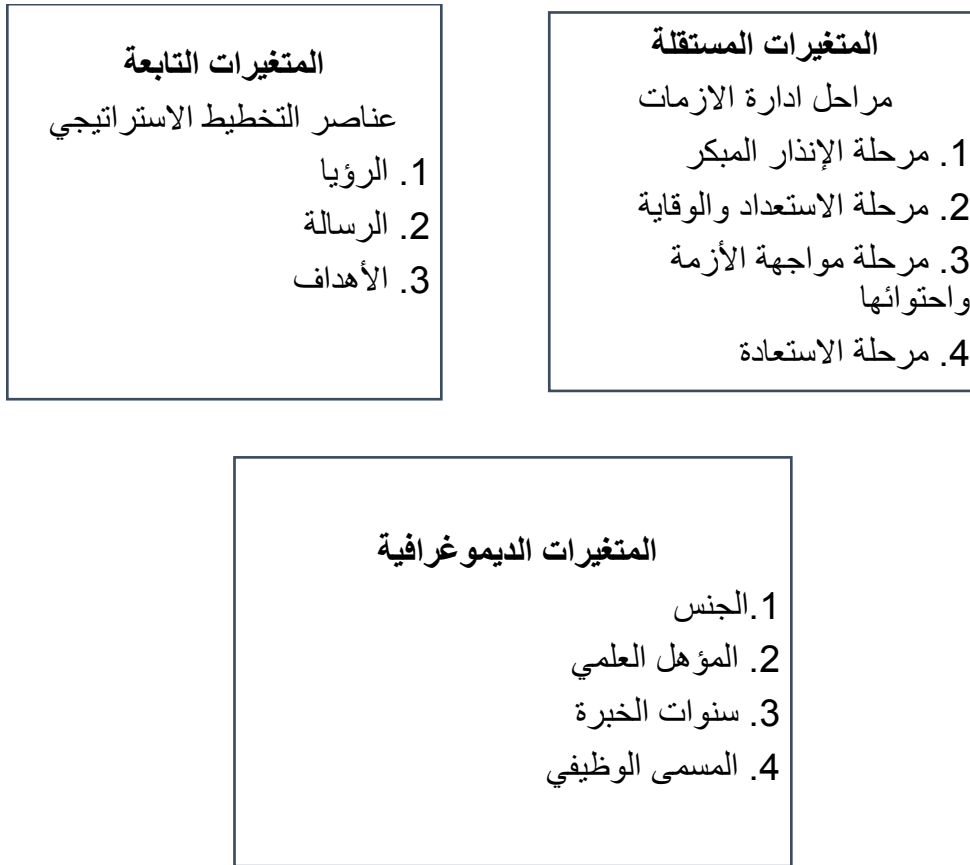 المتغيرات المستقلة
مراحل ادارة الازمات
1. مرحلة الإنذار المبكر
2. مرحلة الاستعداد والوقاية
3. مرحلة مواجهة الأزمة
واحتوائها
4. مرحلة الاستعادة
المتغيرات التابعة
عناصر التخطيط الاستراتيجي
1. الرؤيا
2. الرسالة
3. الأهداف
المتغيرات الديموغرافية
1.الجنس
2. المؤهل العلمي
3. سنوات الخبرة
4. المسمى الوظيفي